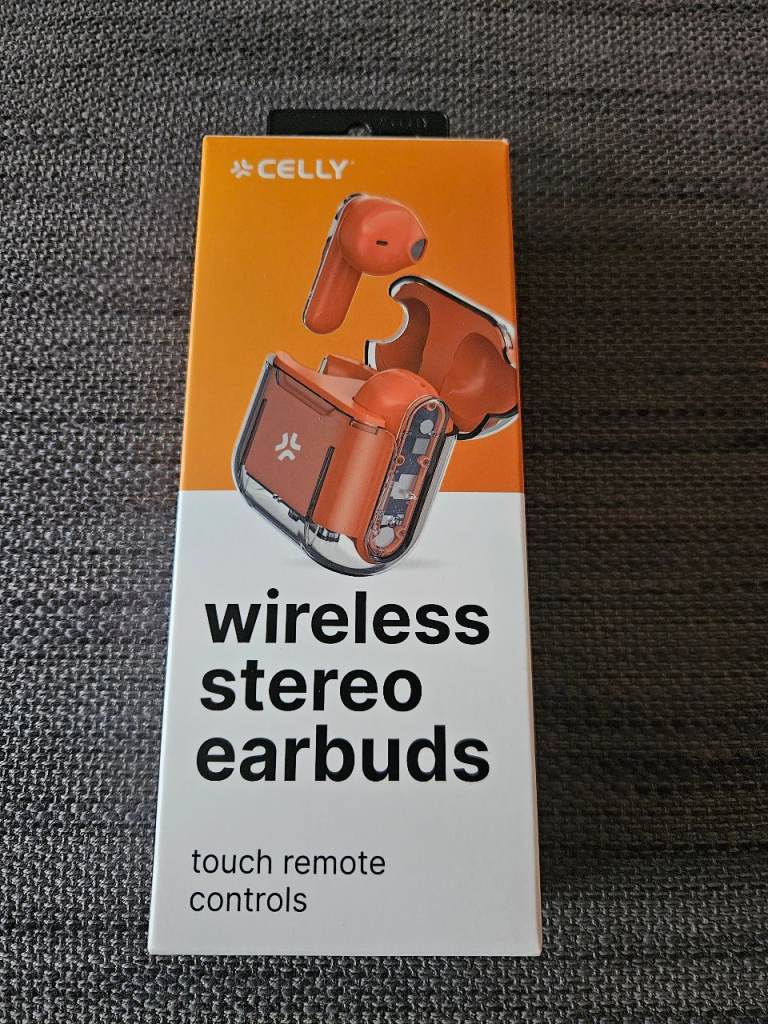 CELLY
wireless
stereo
earbuds
touch remote
controls